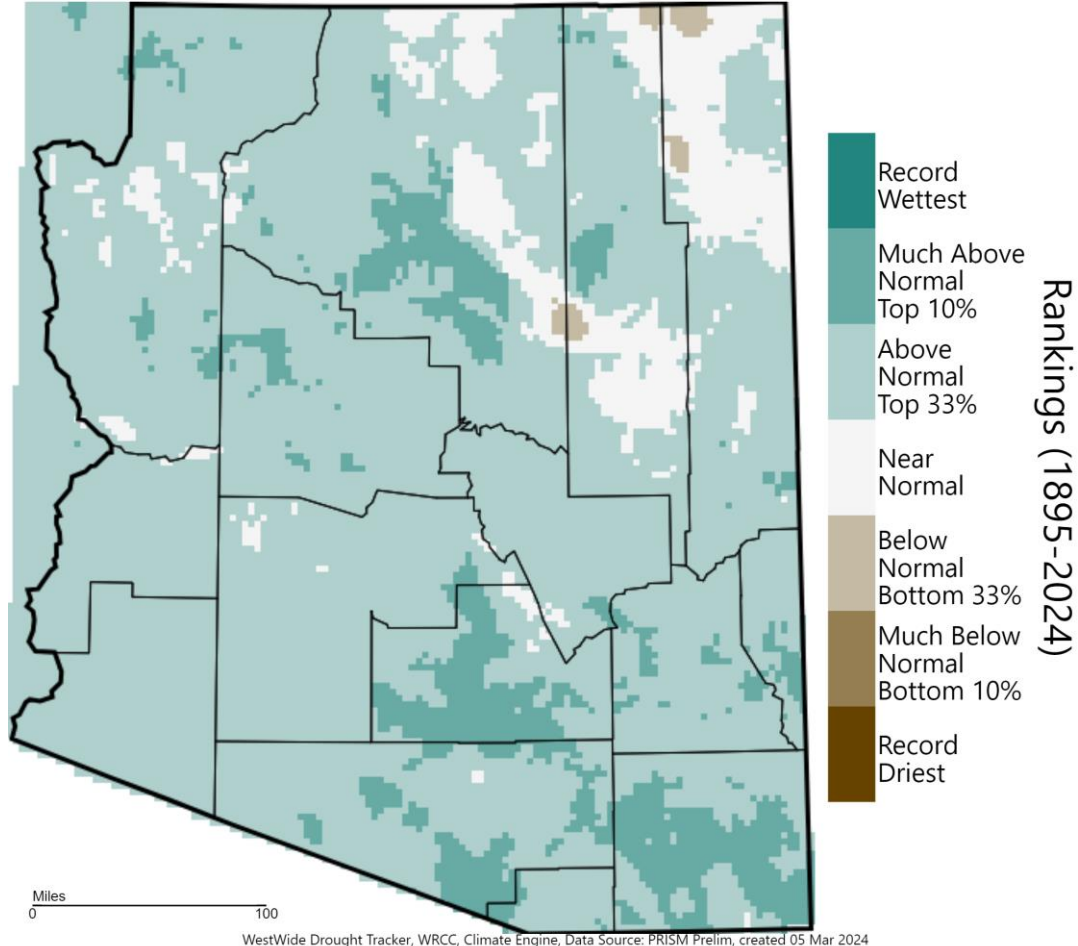 Record
Wettest
Much Above
Normal
Top 10%
Above
Normal
Top 33%
Near
Normal
Below
Normal
Bottom 33%
Much Below
Normal
Bottom 10%
Record
Driest
Rankings (1895-2024)
Miles
0 100
WestWide Drought Tracker, WRCC, Climate Engine, Data Source: PRISM Prelim, created 05 Mar 2024